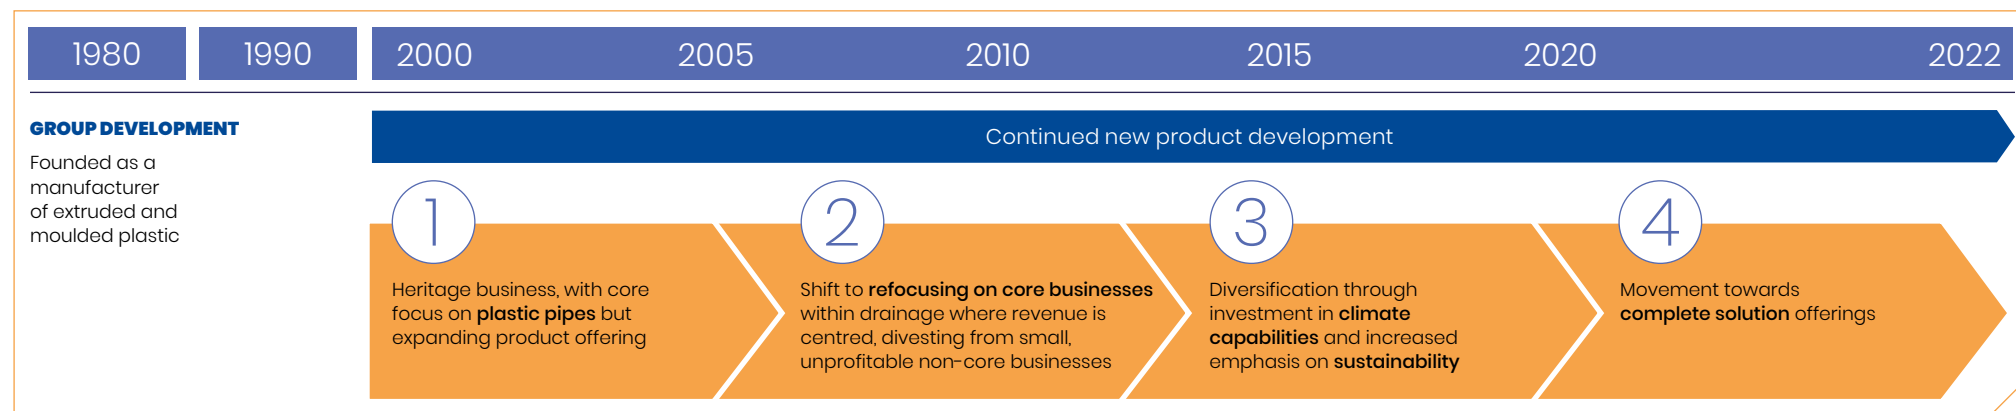 1980 1990 2000 2005 2010 2015 2020 2022
GROUP DEVELOPMENT
Founded as a
manufacturer
of extruded and
moulded plastic
Continued new product development
1
Heritage business, with core
focus on plastic pipes but
expanding product offering
2
Shift to refocusing on core businesses
within drainage where revenue is
centred, divesting from small,
unprofitable non-core businesses
3
Diversification through
investment in climate
capabilities and increased
emphasis on sustainability
4
Movement towards
complete solution offerings